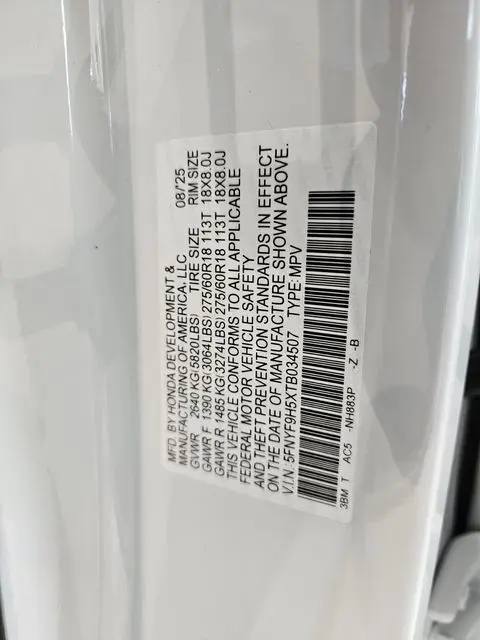 MFD. BY HONDA DEVELOPMENT &
MANUFACTURING OF AMERICA, LLC 08/'25
GVWR 2640 KG(5820LBS) TIRE SIZE RIM SIZE
GAWR F 1390 KG(3064LBS) 275/60R18 113T 18X8.0J
GAWR R 1485 KG(3274LBS) 275/60R18 113T 18X8.0J
THIS VEHICLE CONFORMS TO ALL APPLICABLE
FEDERAL MOTOR VEHICLE SAFETY
AND THEFT PREVENTION STANDARDS IN EFFECT
ON THE DATE OF MANUFACTURE SHOWN ABOVE.
V.I.N.:5FNYF9H5XTB034507 TYPE:MPV
3BM T AC5 -NH883P -Z -B